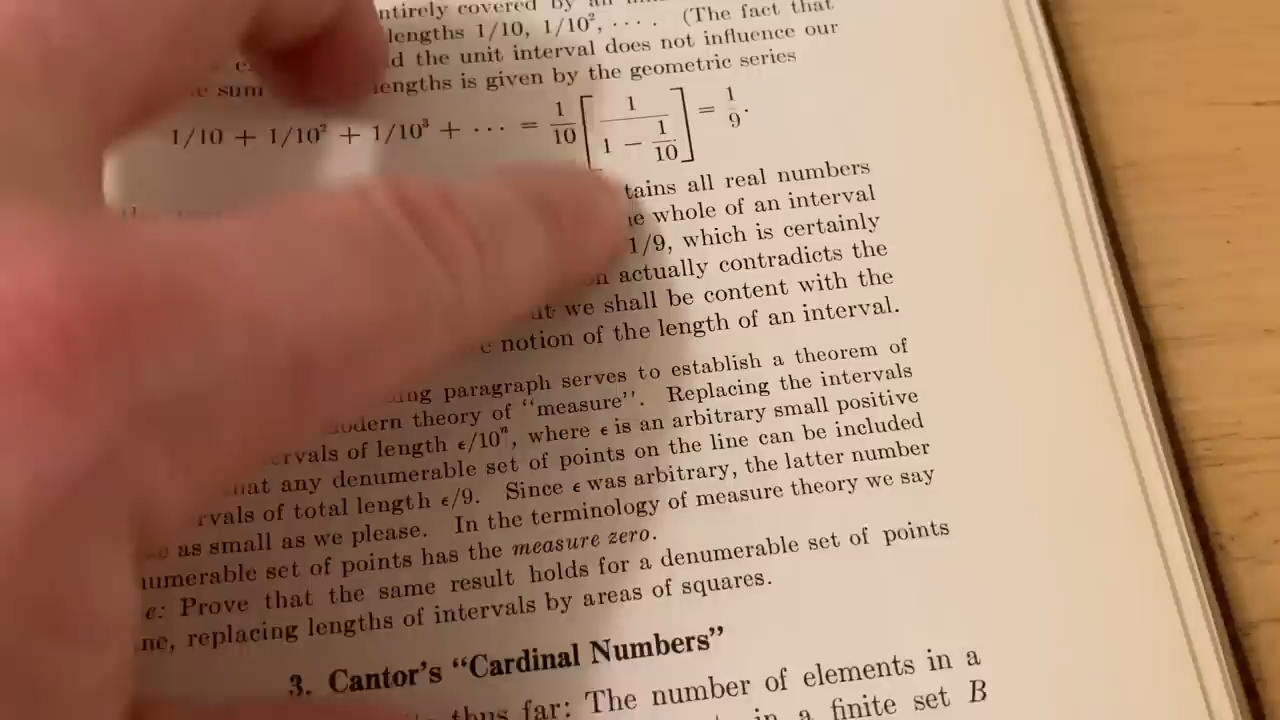 entirely covered by an
lengths 1/10, 1/10², · · · . (The fact that
the unit interval does not influence our
sum lengths is given by the geometric series
1/10 + 1/10² + 1/10³ + · · · = 1/10 [ 1 / (1 − 1/10) ] = 1/9.
all real numbers
whole of an interval
1/9, which is certainly
actually contradicts the
we shall be content with the
notion of the length of an interval.
paragraph serves to establish a theorem of
theory of “measure”. Replacing the intervals
of length ϵ/10ⁿ, where ϵ is an arbitrary small positive
that any denumerable set of points on the line can be included
of total length ϵ/9. Since ϵ was arbitrary, the latter number
as small as we please. In the terminology of measure theory we say
set of points has the measure zero.
Prove that the same result holds for a denumerable set of points
replacing lengths of intervals by areas of squares.
3. Cantor’s “Cardinal Numbers”
thus far: The number of elements in a
in a finite set B